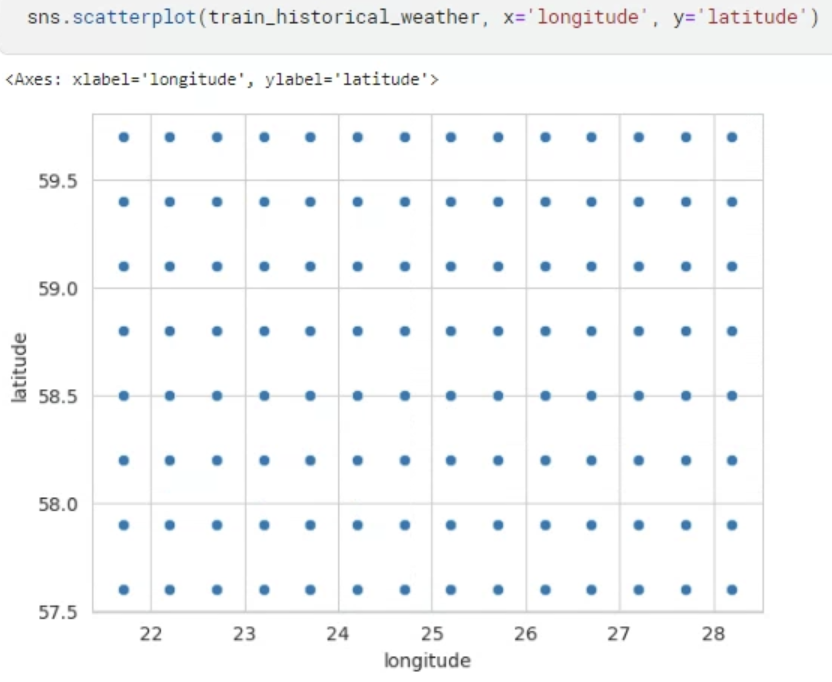 sns.scatterplot(train_historical_weather, x='longitude', y='latitude')
<Axes: xlabel='longitude', ylabel='latitude'>
59.5
59.0
58.5
58.0
57.5
latitude
22 23 24 25 26 27 28
longitude